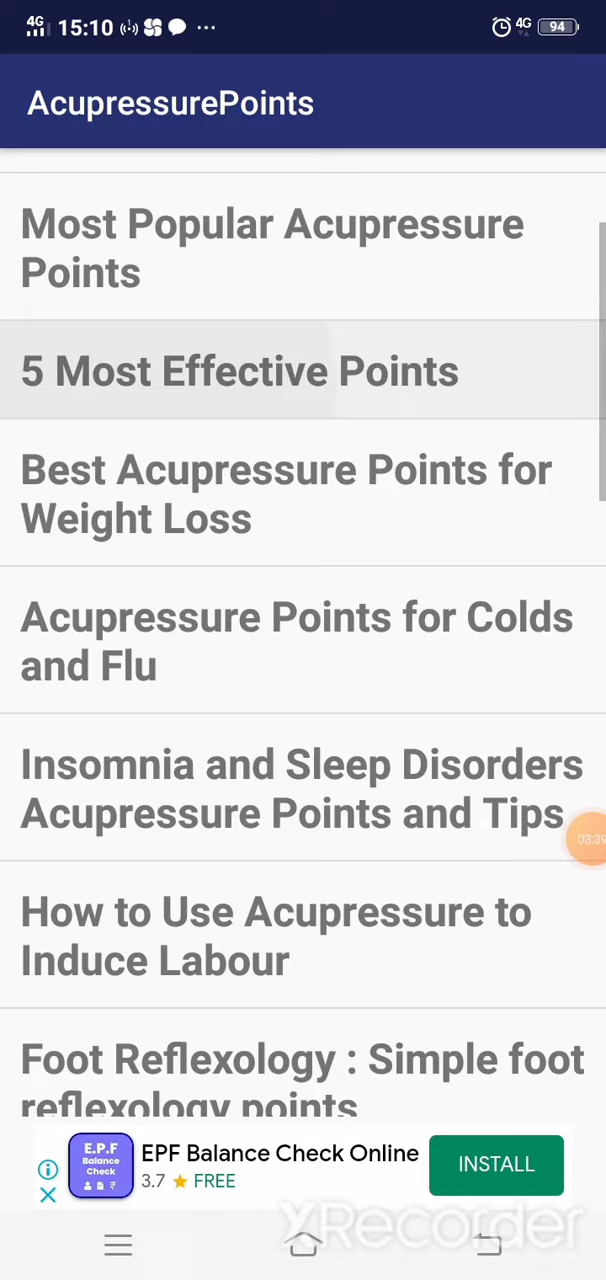 4G 15:10 ... 4G 94
AcupressurePoints
Most Popular Acupressure
Points
5 Most Effective Points
Best Acupressure Points for
Weight Loss
Acupressure Points for Colds
and Flu
Insomnia and Sleep Disorders
Acupressure Points and Tips
03:39
How to Use Acupressure to
Induce Labour
Foot Reflexology : Simple foot
reflexology points
E.P.F
Balance
Check
EPF Balance Check Online
3.7 ★ FREE
INSTALL
XRecorder